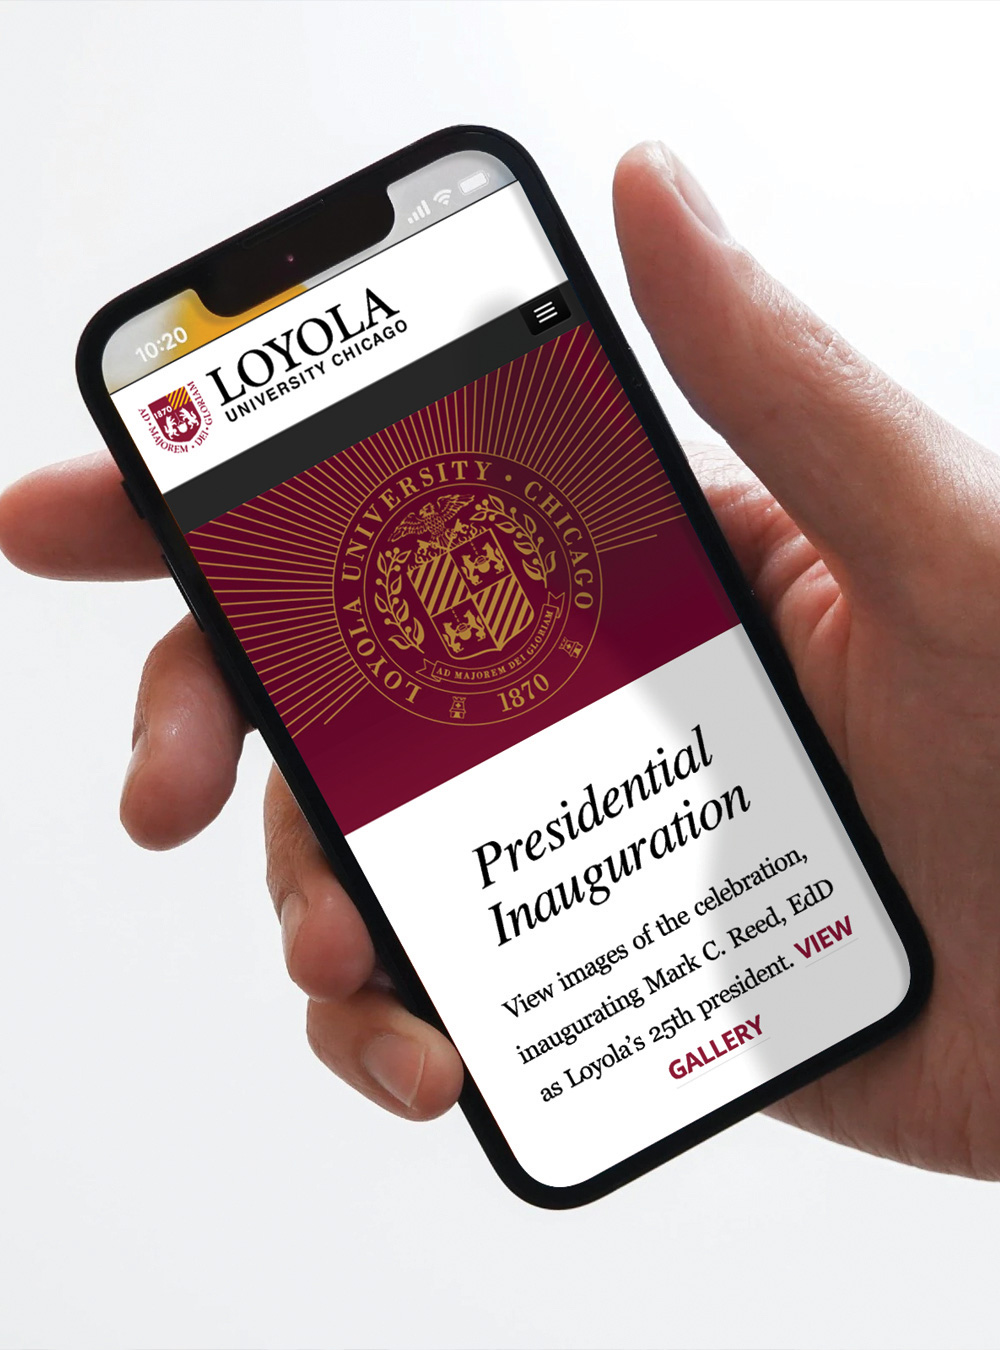 10:20
LOYOLA
UNIVERSITY CHICAGO
1870
AD • MAJOREM • DEI • GLORIAM
LOYOLA UNIVERSITY • CHICAGO
AD MAJOREM DEI GLORIAM
1870
Presidential
Inauguration
View images of the celebration,
inaugurating Mark C. Reed, EdD
as Loyola’s 25th president. VIEW
GALLERY